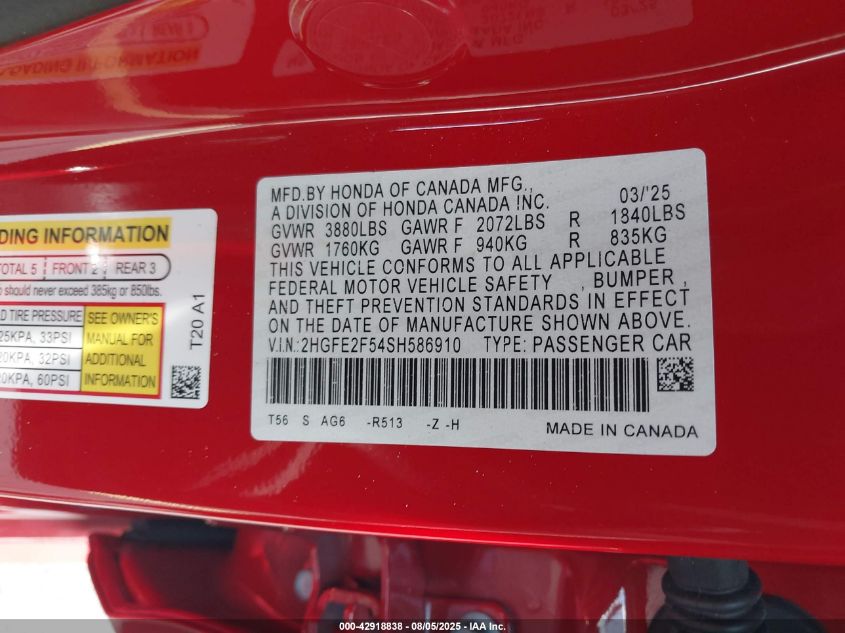 MFD.BY HONDA OF CANADA MFG.,
A DIVISION OF HONDA CANADA INC. 03/'25
GVWR 3880LBS GAWR F 2072LBS R 1840LBS
GVWR 1760KG GAWR F 940KG R 835KG
THIS VEHICLE CONFORMS TO ALL APPLICABLE
FEDERAL MOTOR VEHICLE SAFETY , BUMPER ,
AND THEFT PREVENTION STANDARDS IN EFFECT
ON THE DATE OF MANUFACTURE SHOWN ABOVE.
V.I.N: 2HGFE2F54SH586910 TYPE: PASSENGER CAR
T56 S AG6 -R513 -Z -H
MADE IN CANADA
INFORMATION
TOTAL 5 FRONT 2 REAR 3
should never exceed 385kg or 850lbs.
TIRE PRESSURE
33PSI
32PSI
60PSI
SEE OWNER'S
MANUAL FOR
ADDITIONAL
INFORMATION
T20 A1
000-42918838 - 08/05/2025 - IAA Inc.